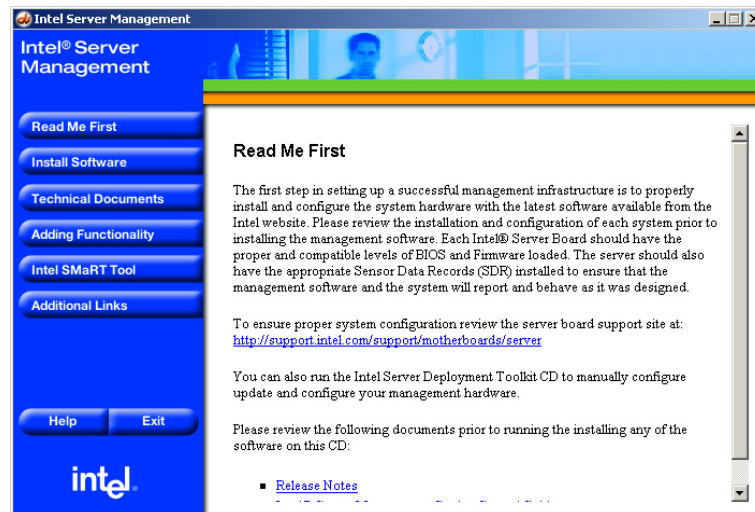 Intel Server Management
Intel® Server
Management
Read Me First
Install Software
Technical Documents
Adding Functionality
Intel SMaRT Tool
Additional Links
Help
Exit
intel.
Read Me First
The first step in setting up a successful management infrastructure is to properly
install and configure the system hardware with the latest software available from the
Intel website. Please review the installation and configuration of each system prior to
installing the management software. Each Intel® Server Board should have the
proper and compatible levels of BIOS and Firmware loaded. The server should also
have the appropriate Sensor Data Records (SDR) installed to ensure that the
management software and the system will report and behave as it was designed.
To ensure proper system configuration review the server board support site at:
http://support.intel.com/support/motherboards/server
You can also run the Intel Server Deployment Toolkit CD to manually configure
update and configure your management hardware.
Please review the following documents prior to running the installing any of the
software on this CD:
Release Notes